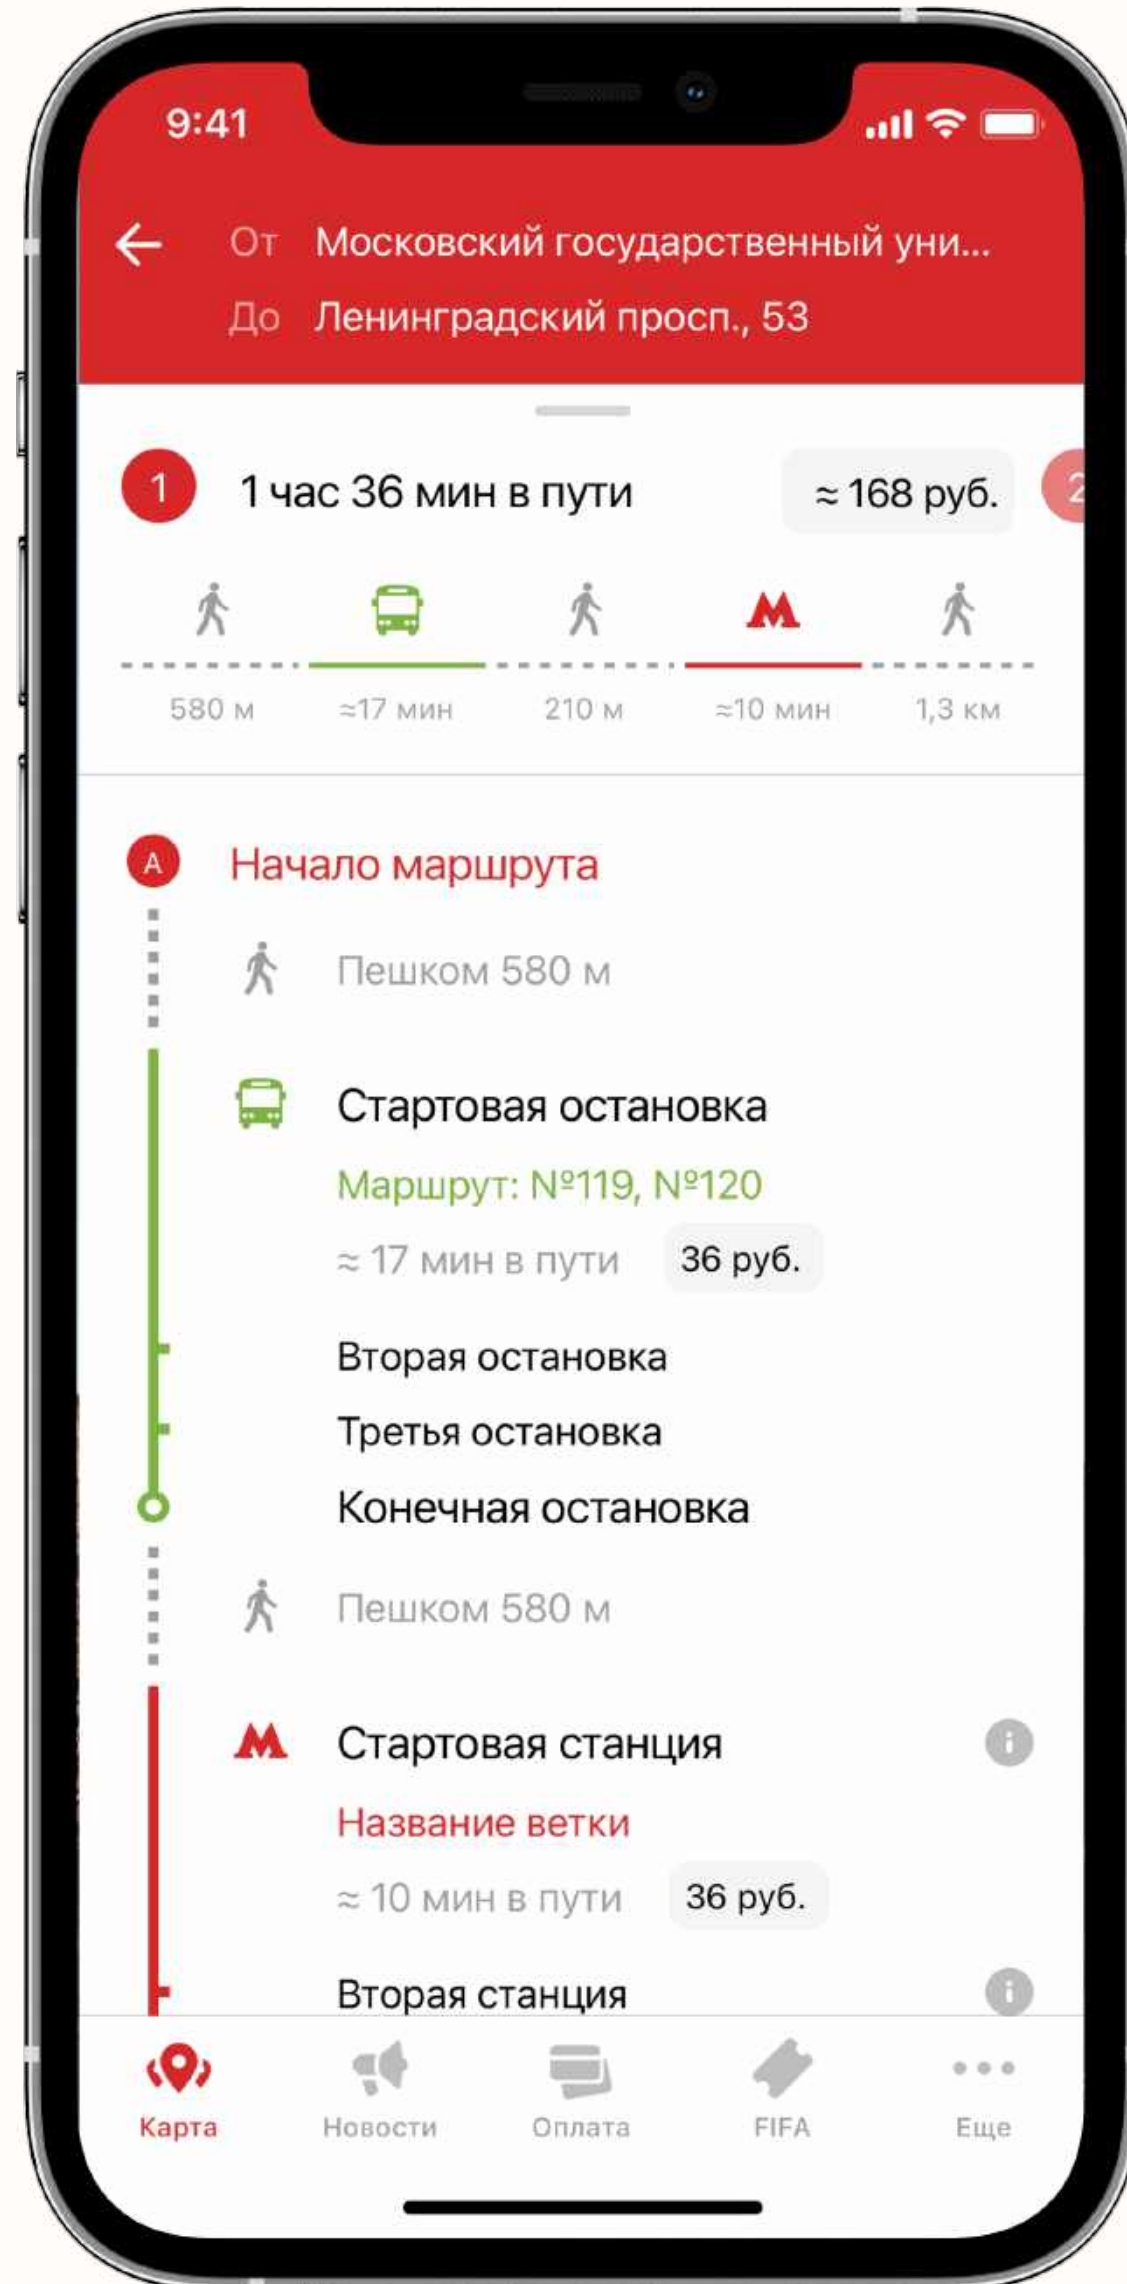 9:41
От Московский государственный уни...
До Ленинградский просп., 53
1 1 час 36 мин в пути ≈ 168 руб. 2
580 м ≈17 мин 210 м ≈10 мин 1,3 км
А Начало маршрута
Пешком 580 м
Стартовая остановка
Маршрут: №119, №120
≈ 17 мин в пути 36 руб.
Вторая остановка
Третья остановка
Конечная остановка
Пешком 580 м
Стартовая станция
Название ветки
≈ 10 мин в пути 36 руб.
Вторая станция
Карта Новости Оплата FIFA Еще